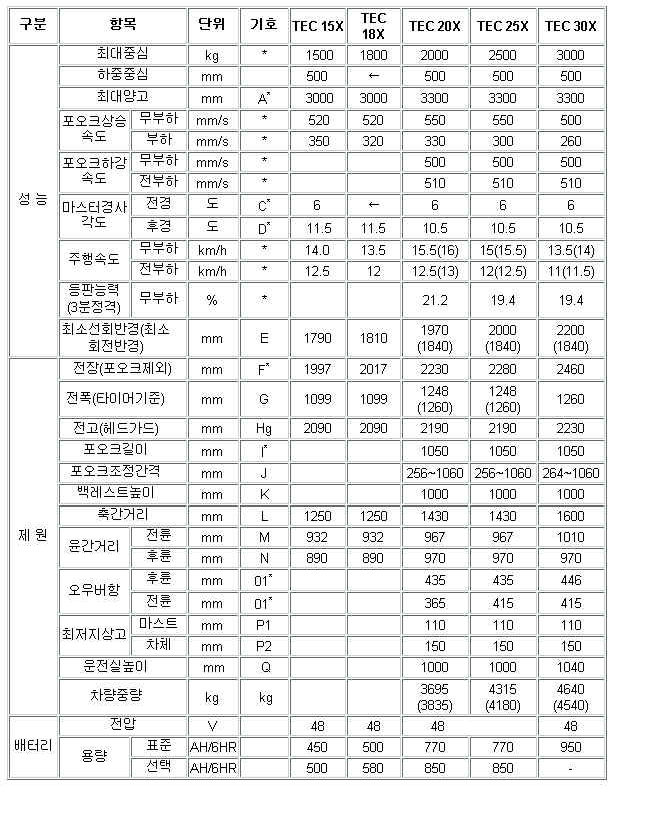 구분 항목 단위 기호 TEC 15X TEC 18X TEC 20X TEC 25X TEC 30X
성 능
최대중심 kg * 1500 1800 2000 2500 3000
하중중심 mm 500 ← 500 500 500
최대양고 mm A* 3000 3000 3300 3300 3300
포오크상승속도 무부하 mm/s * 520 520 550 550 500
부하 mm/s * 350 320 330 300 260
포오크하강속도 무부하 mm/s * 500 500 500
전부하 mm/s * 510 510 510
마스터경사각도 전경 도 C* 6 ← 6 6 6
후경 도 D* 11.5 11.5 10.5 10.5 10.5
주행속도 무부하 km/h * 14.0 13.5 15.5(16) 15(15.5) 13.5(14)
전부하 km/h * 12.5 12 12.5(13) 12(12.5) 11(11.5)
등판능력(3분정격) 무부하 % * 21.2 19.4 19.4
최소선회반경(최소회전반경) mm E 1790 1810 1970(1840) 2000(1840) 2200(1840)
제 원
전장(포오크제외) mm F* 1997 2017 2230 2280 2460
전폭(타이머기준) mm G 1099 1099 1248(1260) 1248(1260) 1260
전고(헤드가드) mm Hg 2090 2090 2190 2190 2230
포오크길이 mm I* 1050 1050 1050
포오크조정간격 mm J 256~1060 256~1060 264~1060
백레스트높이 mm K 1000 1000 1000
축간거리 mm L 1250 1250 1430 1430 1600
윤간거리 전륜 mm M 932 932 967 967 1010
후륜 mm N 890 890 970 970 970
오우버항 후륜 mm 01* 435 435 446
전륜 mm 01* 365 415 415
최저지상고 마스트 mm P1 110 110 110
차체 mm P2 150 150 150
운전실높이 mm Q 1000 1000 1040
차량중량 kg kg 3695(3835) 4315(4180) 4640(4540)
배터리
전압 V 48 48 48 48
용량 표준 AH/6HR 450 500 770 770 950
선택 AH/6HR 500 580 850 850 -